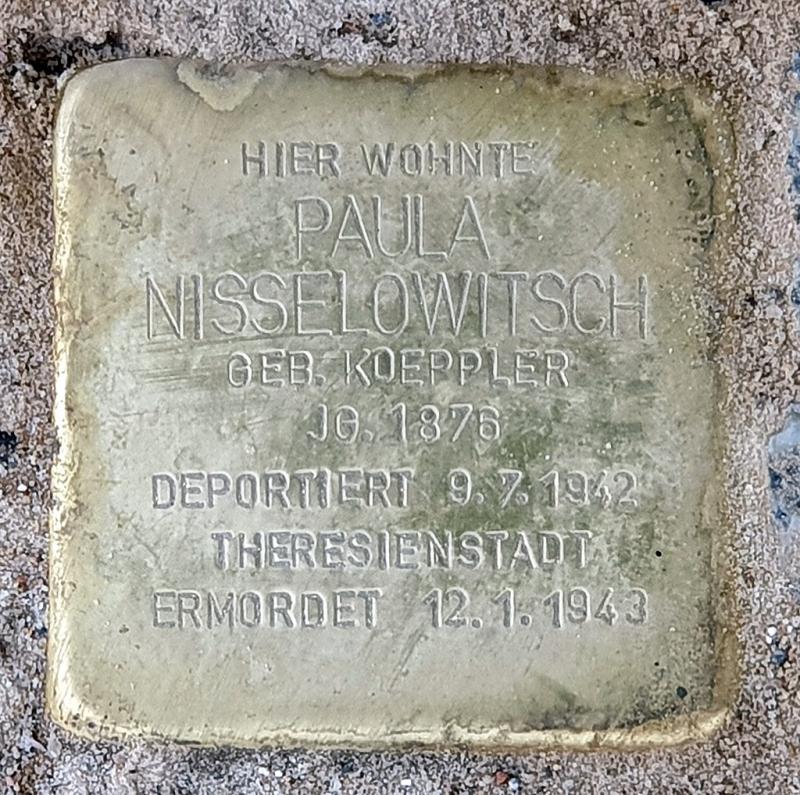 HIER WOHNTE
PAULA
NISSELOWITSCH
GEB. KOEPPLER
JG. 1876
DEPORTIERT 9.7.1942
THERESIENSTADT
ERMORDET 12.1.1943